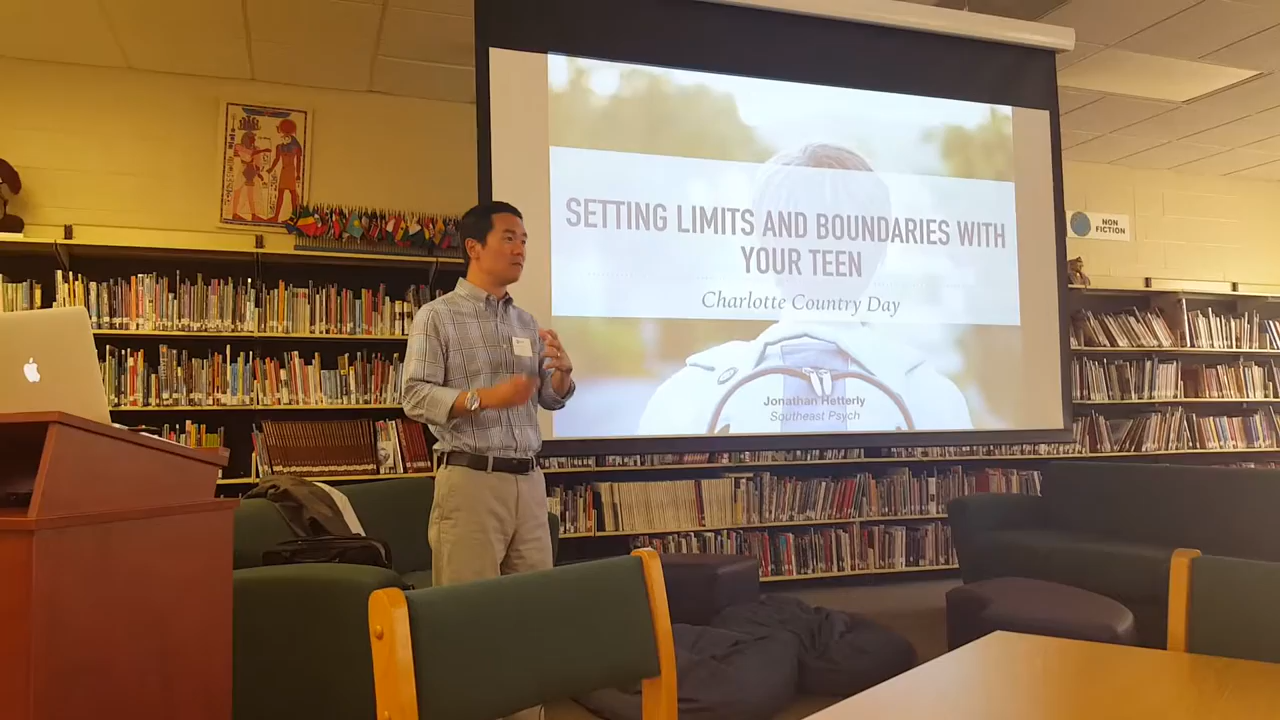 SETTING LIMITS AND BOUNDARIES WITH
YOUR TEEN
Charlotte Country Day
Jonathan Hetterly
Southeast Psych
NON
FICTION